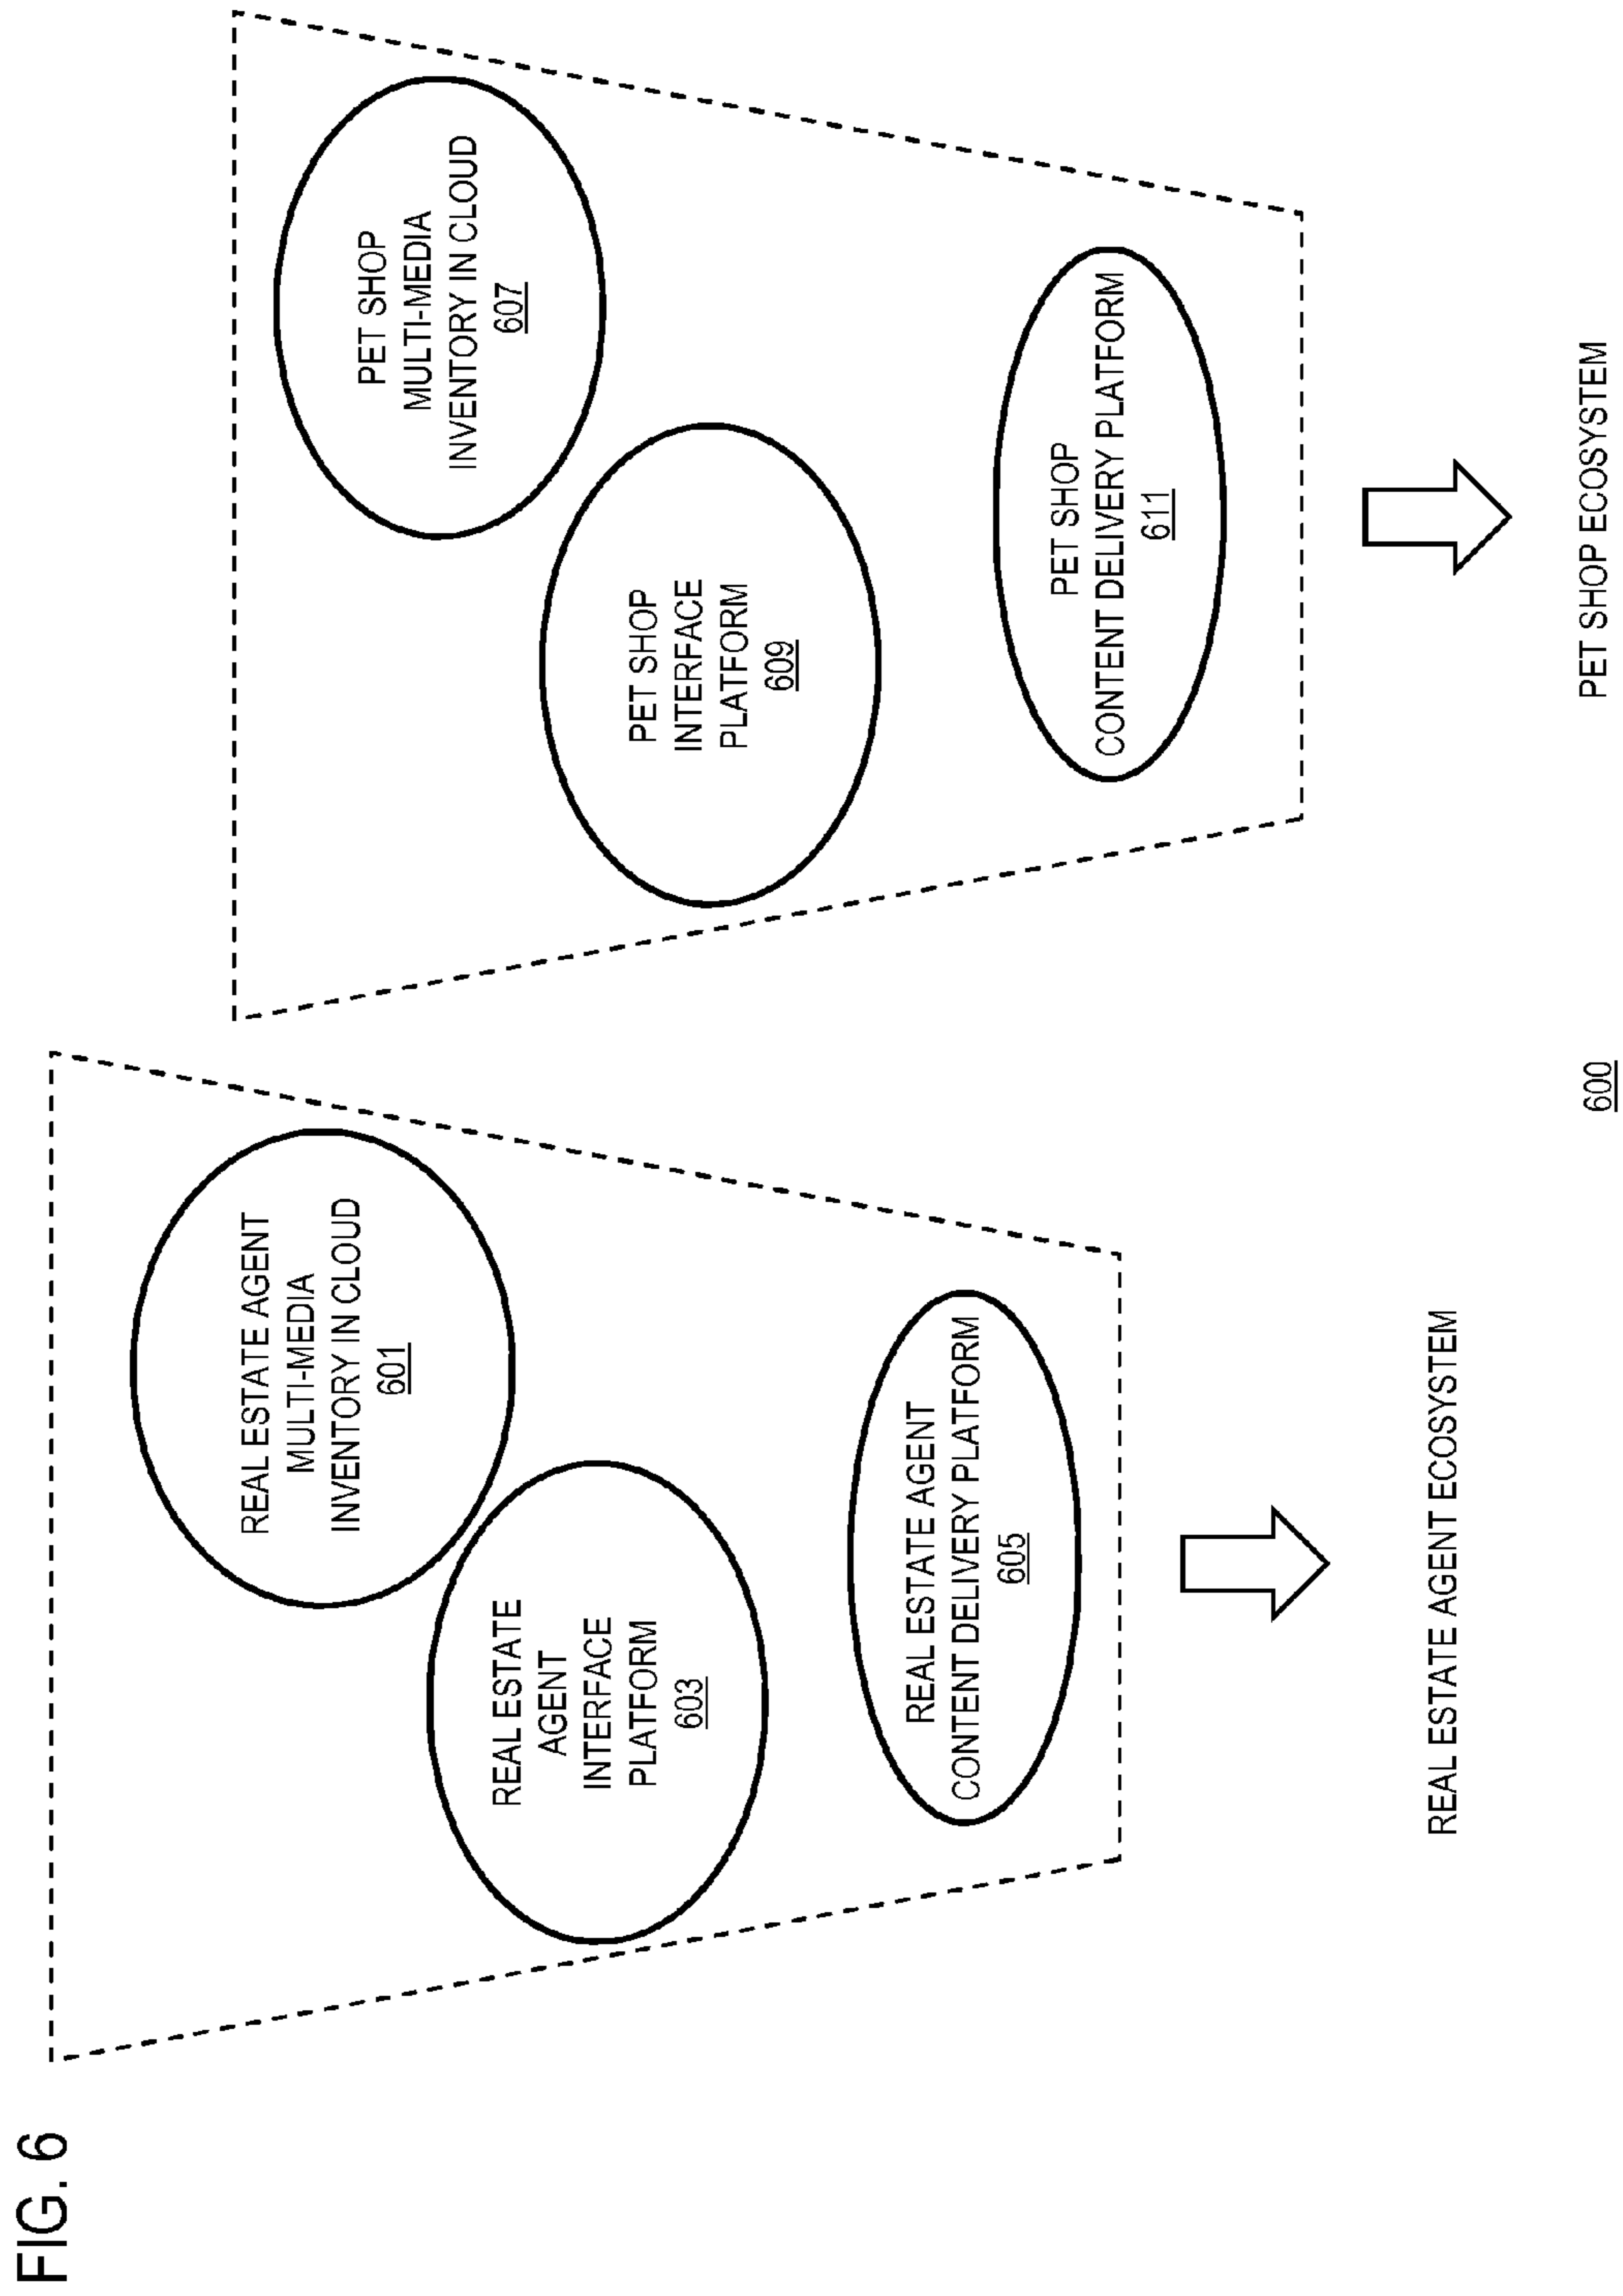 FIG. 6
REAL ESTATE AGENT
MULTI-MEDIA
INVENTORY IN CLOUD
601
REAL ESTATE
AGENT
INTERFACE
PLATFORM
603
REAL ESTATE AGENT
CONTENT DELIVERY PLATFORM
605
REAL ESTATE AGENT ECOSYSTEM
PET SHOP
MULTI-MEDIA
INVENTORY IN CLOUD
607
PET SHOP
INTERFACE
PLATFORM
609
PET SHOP
CONTENT DELIVERY PLATFORM
611
PET SHOP ECOSYSTEM
600